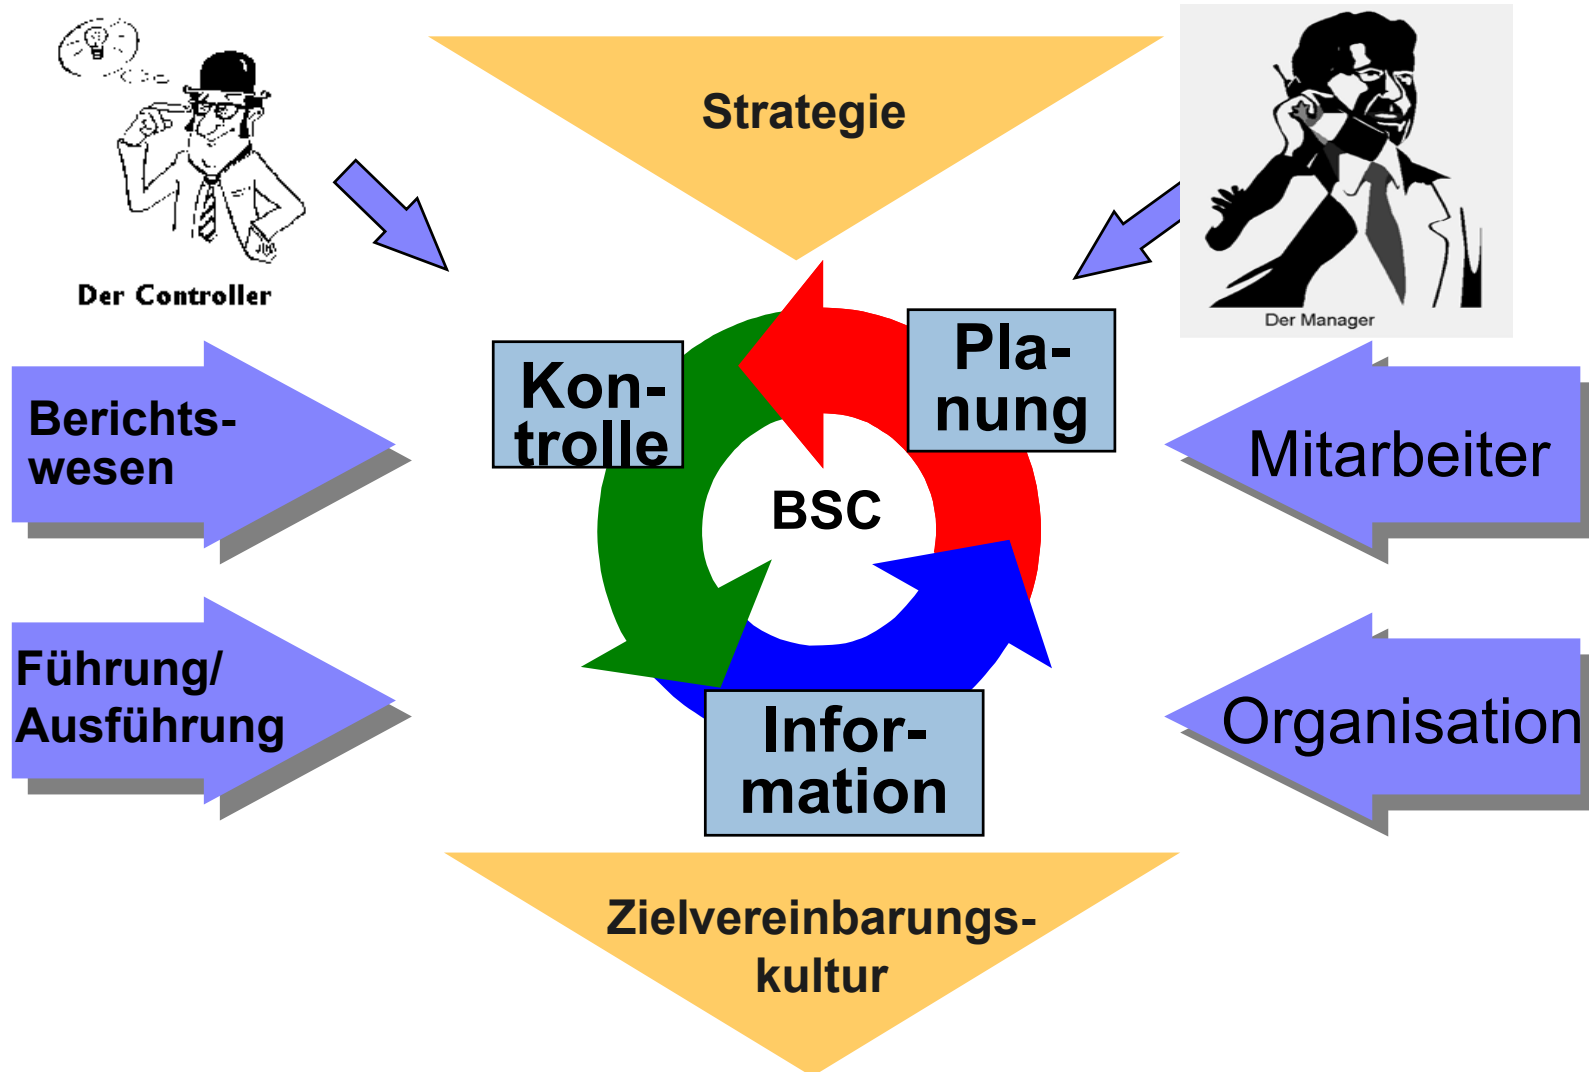 Strategie
Der Controller
Der Manager
Kon-
trolle
Pla-
nung
BSC
Infor-
mation
Berichts-
wesen
Führung/
Ausführung
Mitarbeiter
Organisation
Zielvereinbarungs-
kultur